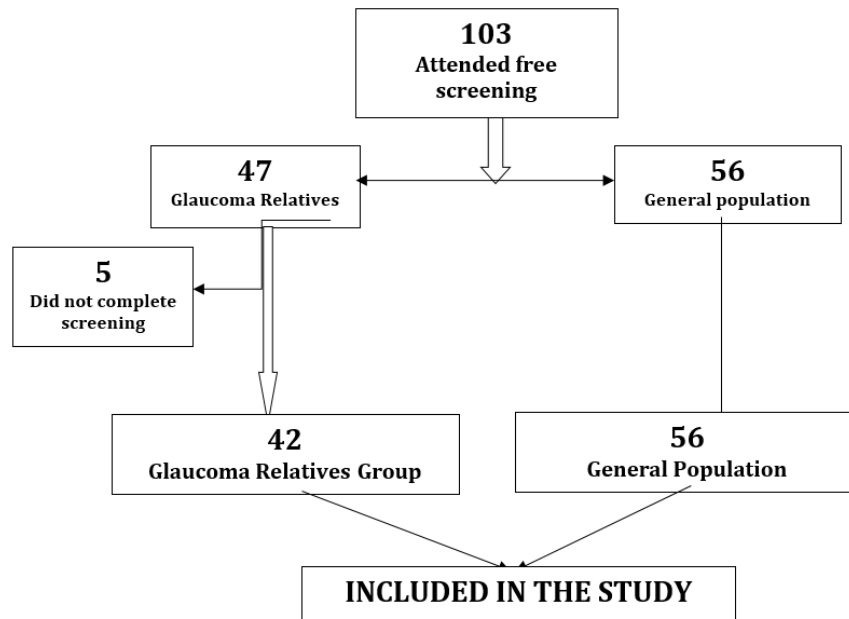 103
Attended free
screening
47
Glaucoma Relatives
56
General population
5
Did not complete
screening
42
Glaucoma Relatives Group
56
General Population
INCLUDED IN THE STUDY